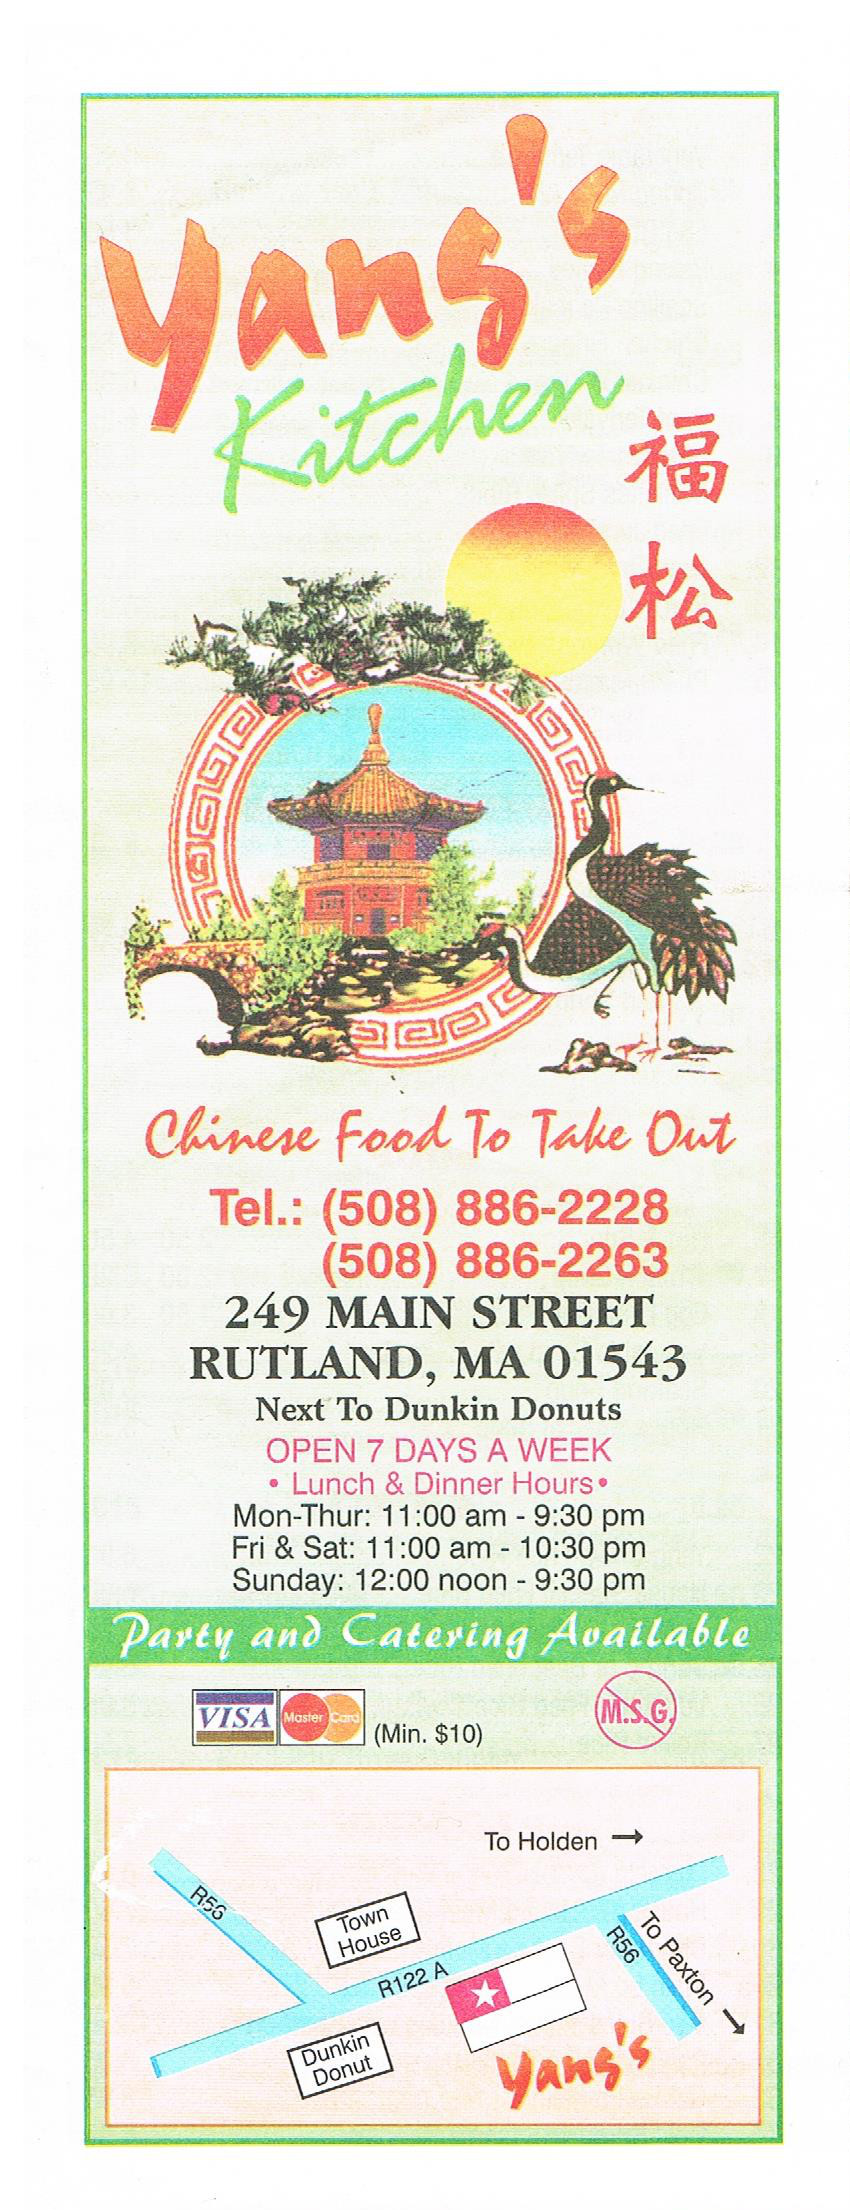 Yang's
Kitchen
福
松
Chinese Food To Take Out
Tel.: (508) 886-2228
(508) 886-2263
249 MAIN STREET
RUTLAND, MA 01543
Next To Dunkin Donuts
OPEN 7 DAYS A WEEK
• Lunch & Dinner Hours•
Mon-Thur: 11:00 am - 9:30 pm
Fri & Sat: 11:00 am - 10:30 pm
Sunday: 12:00 noon - 9:30 pm
Party and Catering Available
VISA Master Card (Min. $10)
M.S.G.
To Holden →
R56
Town
House
R122 A
R56
To Paxton →
Dunkin
Donut
Yang's